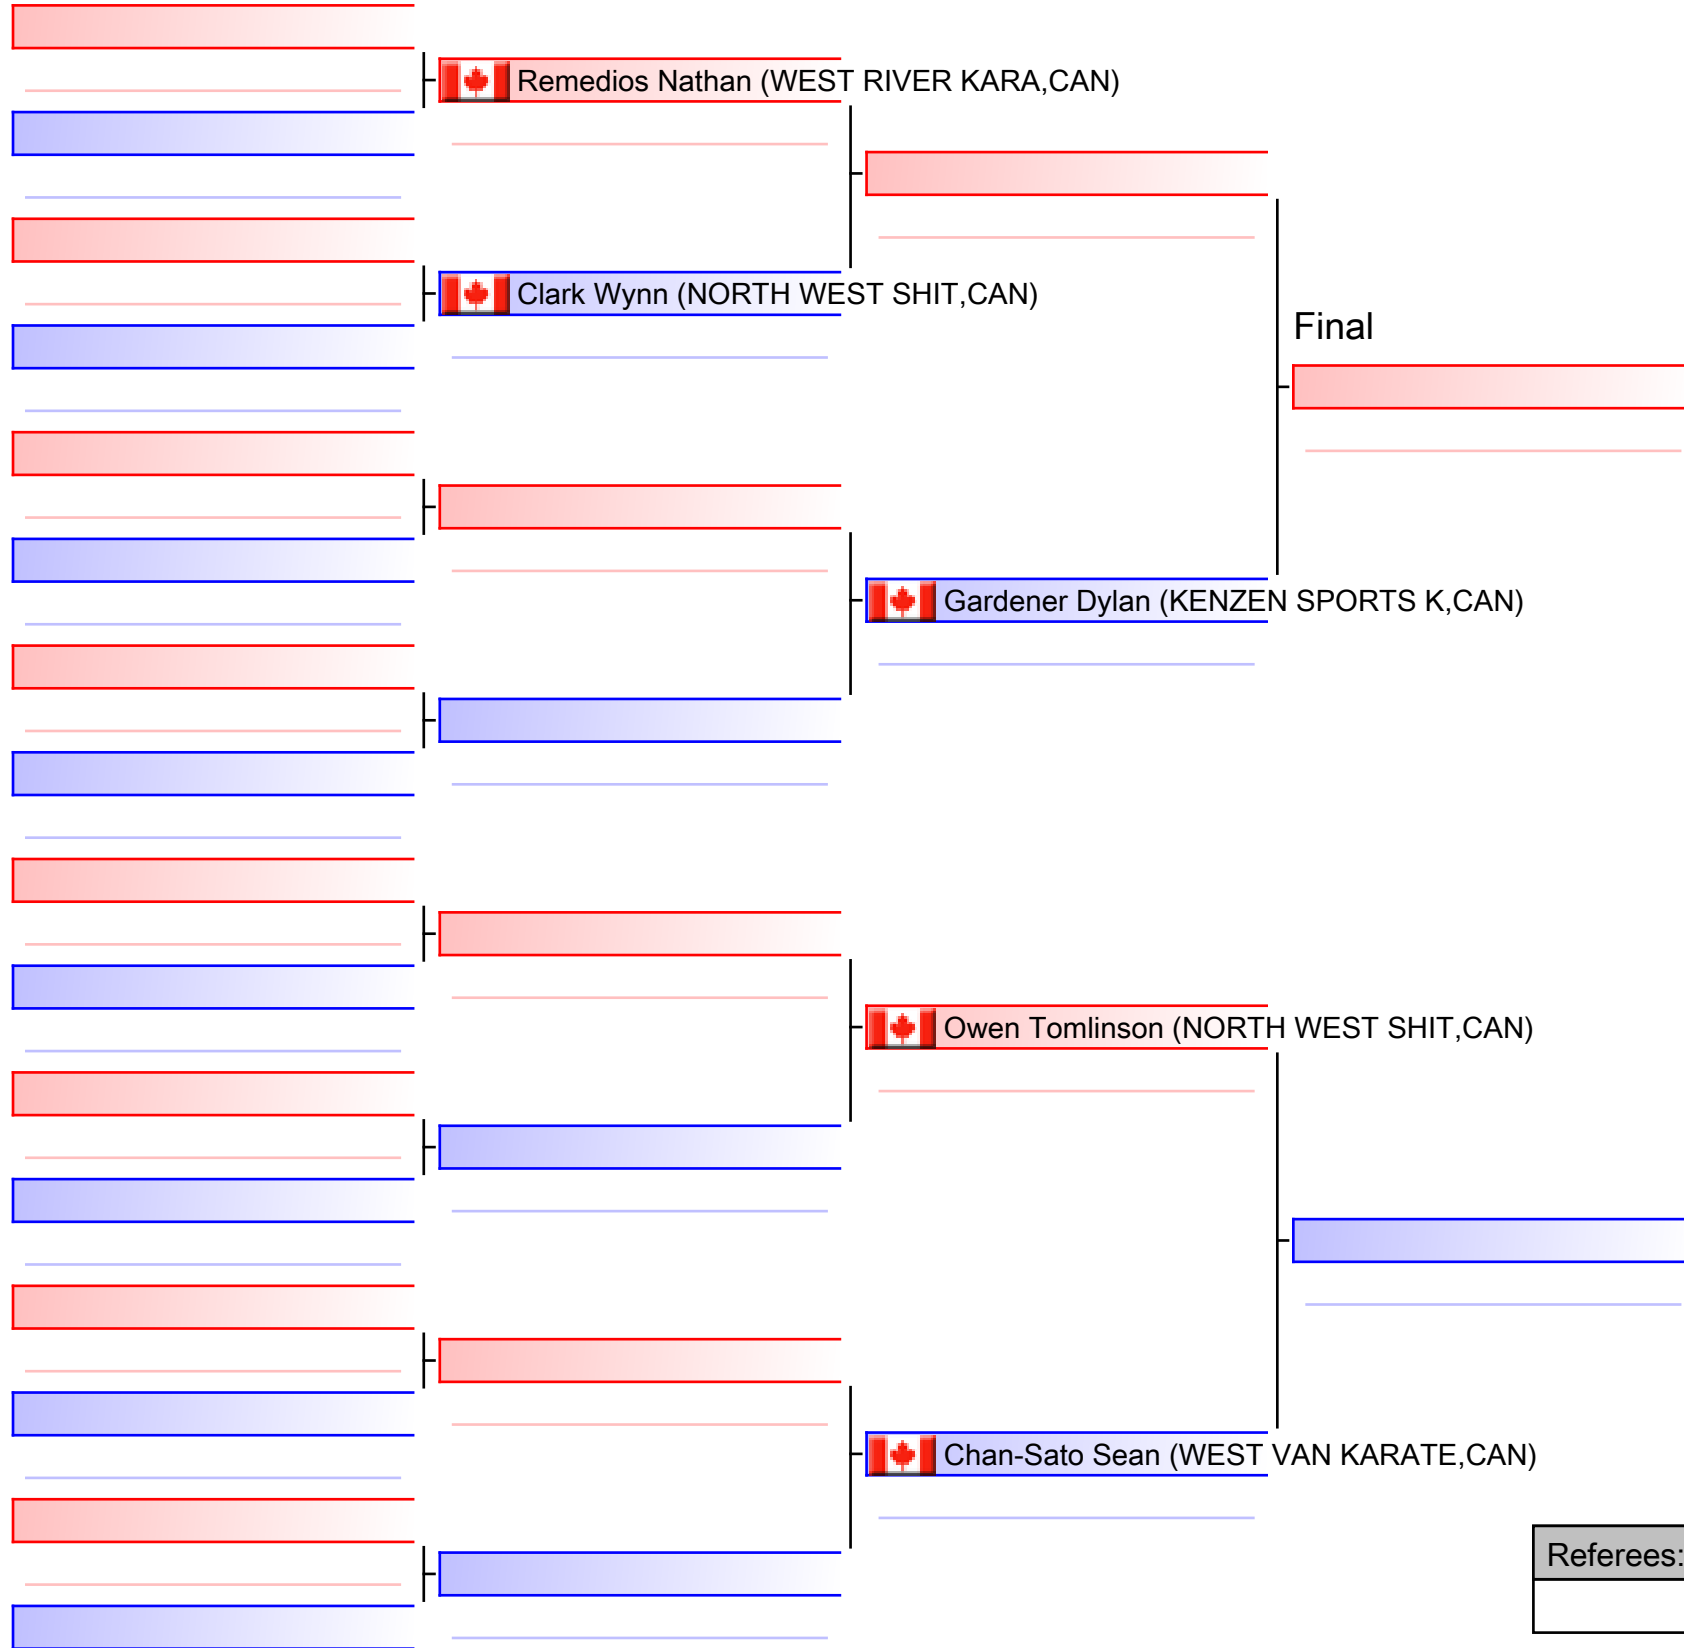 Remedios Nathan (WEST RIVER KARA,CAN)
Clark Wynn (NORTH WEST SHIT,CAN)
Final
Gardener Dylan (KENZEN SPORTS K,CAN)
Owen Tomlinson (NORTH WEST SHIT,CAN)
Chan-Sato Sean (WEST VAN KARATE,CAN)
Referees: